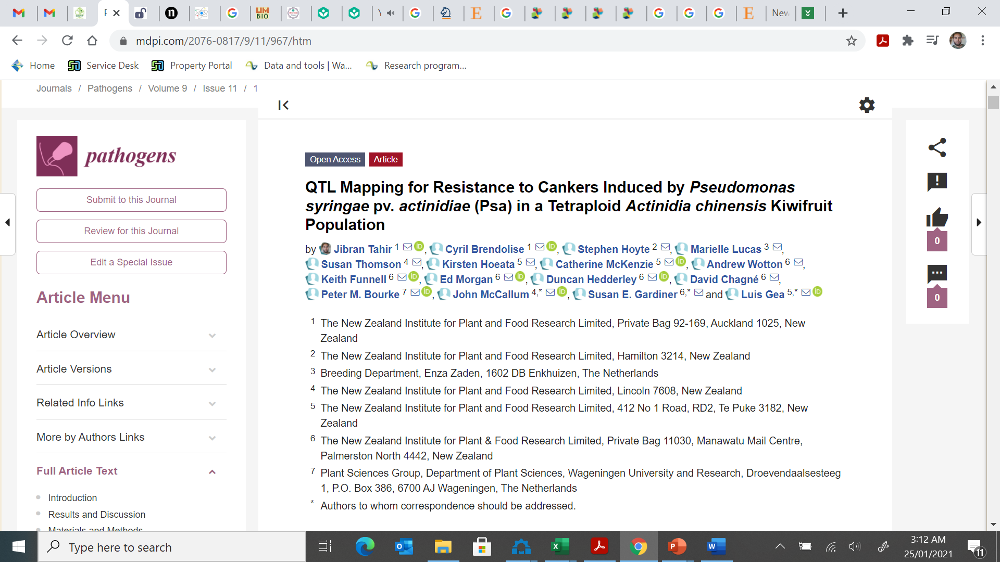 UM
BIO
New
mdpi.com/2076-0817/9/11/967/htm
Home
Service Desk
Property Portal
Data and tools | Wa...
Research program...
Journals / Pathogens / Volume 9 / Issue 11 / 1
pathogens
Submit to this Journal
Review for this Journal
Edit a Special Issue
Article Menu
Article Overview
Article Versions
Related Info Links
More by Authors Links
Full Article Text
Introduction
Results and Discussion
Materials and Methods
Open Access Article
QTL Mapping for Resistance to Cankers Induced by Pseudomonas
syringae pv. actinidiae (Psa) in a Tetraploid Actinidia chinensis Kiwifruit
Population
by Jibran Tahir 1, Cyril Brendolise 1, Stephen Hoyte 2, Marielle Lucas 3,
Susan Thomson 4, Kirsten Hoeata 5, Catherine McKenzie 5, Andrew Wotton 6,
Keith Funnell 6, Ed Morgan 6, Duncan Hedderley 6, David Chagné 6,
Peter M. Bourke 7, John McCallum 4,*, Susan E. Gardiner 6,* and Luis Gea 5,*
1 The New Zealand Institute for Plant and Food Research Limited, Private Bag 92-169, Auckland 1025, New
Zealand
2 The New Zealand Institute for Plant and Food Research Limited, Hamilton 3214, New Zealand
3 Breeding Department, Enza Zaden, 1602 DB Enkhuizen, The Netherlands
4 The New Zealand Institute for Plant and Food Research Limited, Lincoln 7608, New Zealand
5 The New Zealand Institute for Plant and Food Research Limited, 412 No 1 Road, RD2, Te Puke 3182, New
Zealand
6 The New Zealand Institute for Plant & Food Research Limited, Private Bag 11030, Manawatu Mail Centre,
Palmerston North 4442, New Zealand
7 Plant Sciences Group, Department of Plant Sciences, Wageningen University and Research, Droevendaalsesteeg
1, P.O. Box 386, 6700 AJ Wageningen, The Netherlands
* Authors to whom correspondence should be addressed.
0
0
Type here to search
3:12 AM
25/01/2021
11